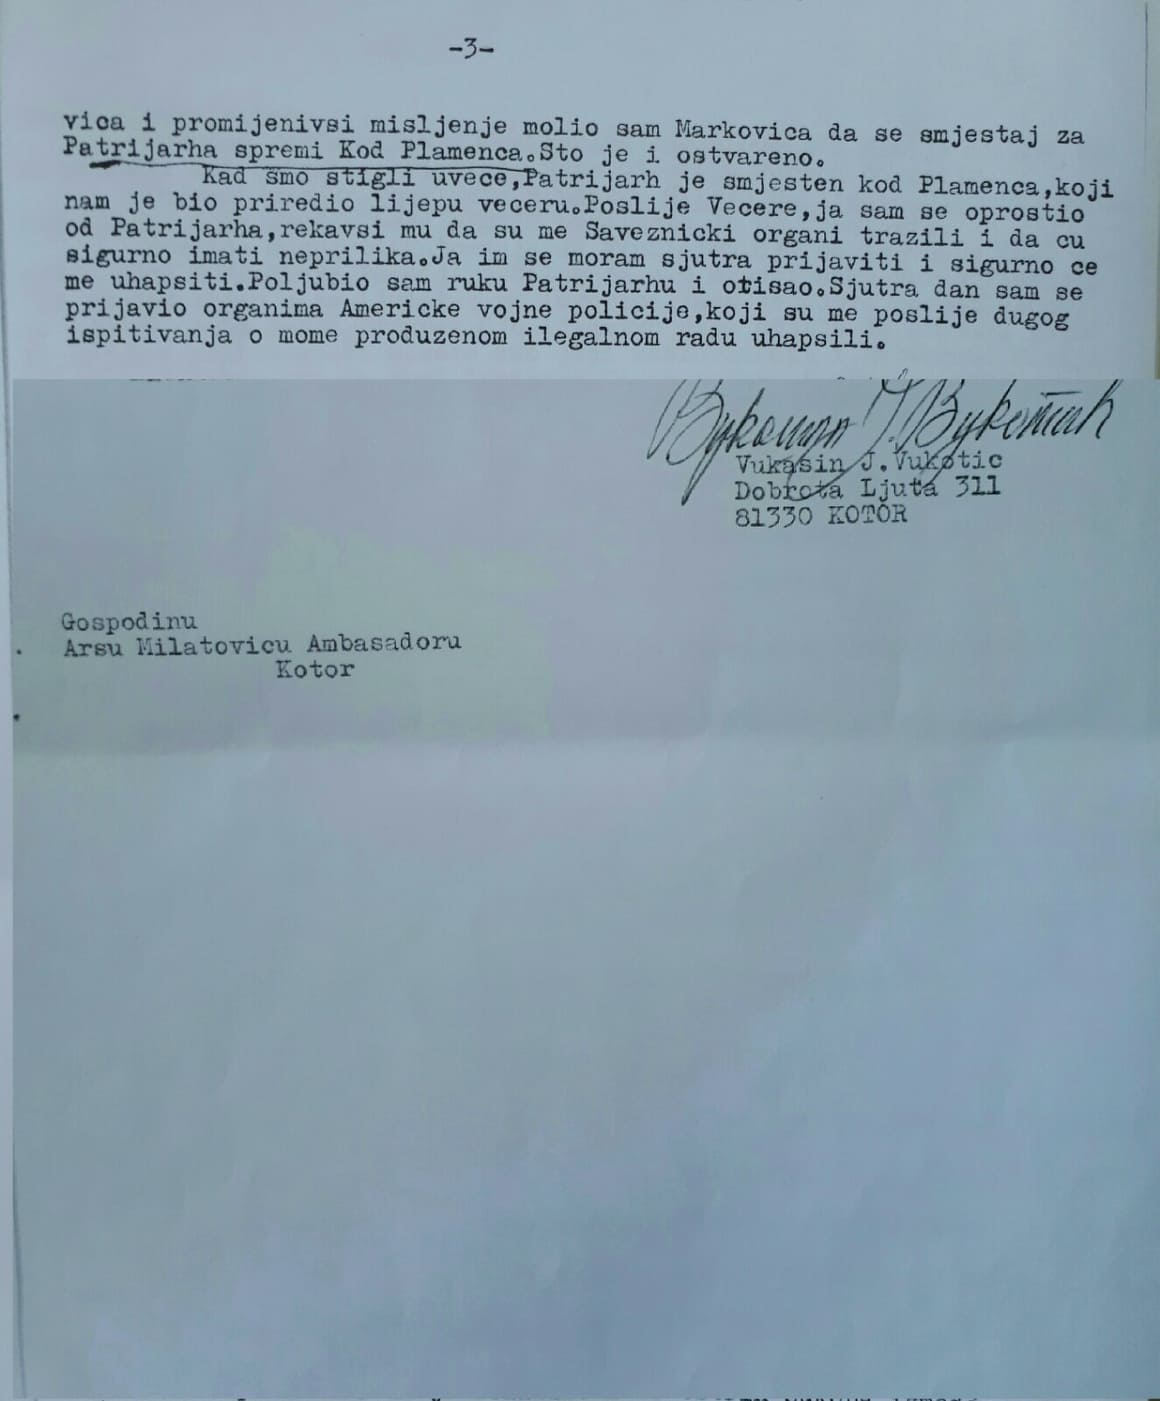 -3-
vica i promijenivsi misljenje molio sam Markovica da se smjestaj za
Patrijarha spremi Kod Plamenca.Sto je i ostvareno.
Kad smo stigli uvece,Patrijarh je smjesten kod Plamenca,koji
nam je bio priredio lijepu veceru.Poslije Vecere,ja sam se oprostio
od Patrijarha,rekavsi mu da su me Saveznicki organi trazili i da cu
sigurno imati neprilika.Ja im se moram sjutra prijaviti i sigurno ce
me uhapsiti.Poljubio sam ruku Patrijarhu i otisao.Sjutra dan sam se
prijavio organima Americke vojne policije,koji su me poslije dugog
ispitivanja o mome produzenom ilegalnom radu uhapsili.
Вукашин Ј. Вукотић
Vukasin J.Vukotic
Dobrota Ljuta 311
81330 KOTOR
Gospodinu
Arsu Milatovicu Ambasadoru
Kotor